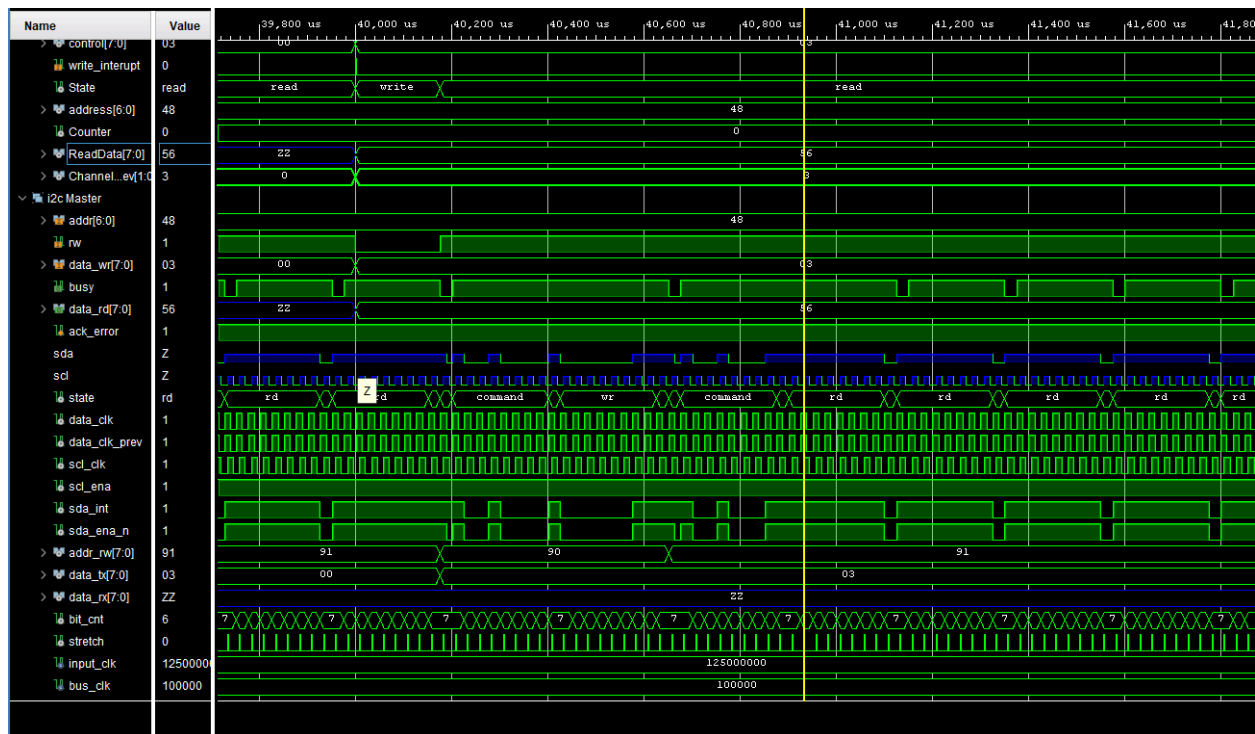 Name Value 39,800 us 40,000 us 40,200 us 40,400 us 40,600 us 40,800 us 41,000 us 41,200 us 41,400 us 41,600 us 41,80
control[7:0] 03 00 03
write_interupt 0
State read read write read
address[6:0] 48 48
Counter 0 0
ReadData[7:0] 56 ZZ 56
Channel...ev[1:0 3 0 3
i2c Master
addr[6:0] 48 48
rw 1
data_wr[7:0] 03 00 03
busy 1
data_rd[7:0] 56 ZZ 56
ack_error 1
sda Z
scl Z
Z
state rd rd rd command wr command rd rd rd rd rd
data_clk 1
data_clk_prev 1
scl_clk 1
scl_ena 1
sda_int 1
sda_ena_n 1
addr_rw[7:0] 91 91 90 91
data_tx[7:0] 03 00 03
data_rx[7:0] ZZ ZZ
bit_cnt 6 7 7 7 7 7 7 7 7 7 7
stretch 0
input_clk 12500000 125000000
bus_clk 100000 100000